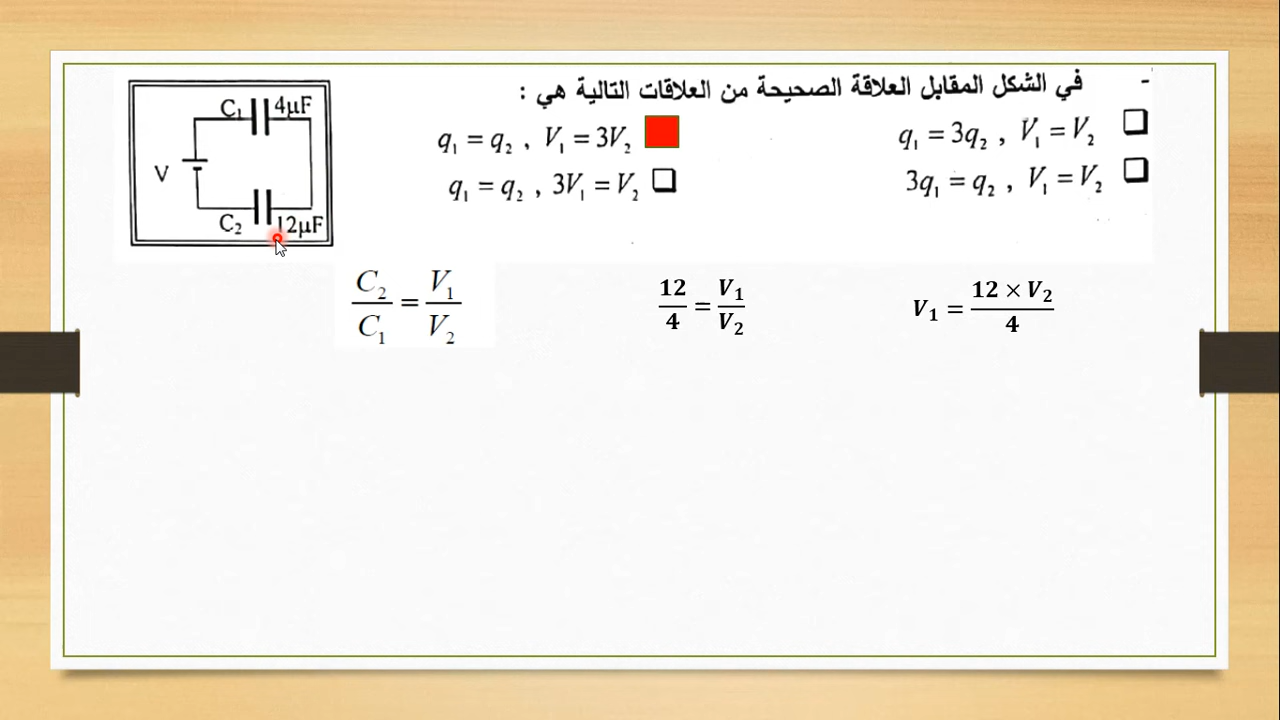 - في الشكل المقابل العلاقة الصحيحة من العلاقات التالية هي :
q₁ = 3q₂ , V₁ = V₂
q₁ = q₂ , V₁ = 3V₂
3q₁ = q₂ , V₁ = V₂
q₁ = q₂ , 3V₁ = V₂
C₁ 4μF
V
C₂ 12μF
C₂/C₁ = V₁/V₂
12/4 = V₁/V₂
V₁ = 12 × V₂/4